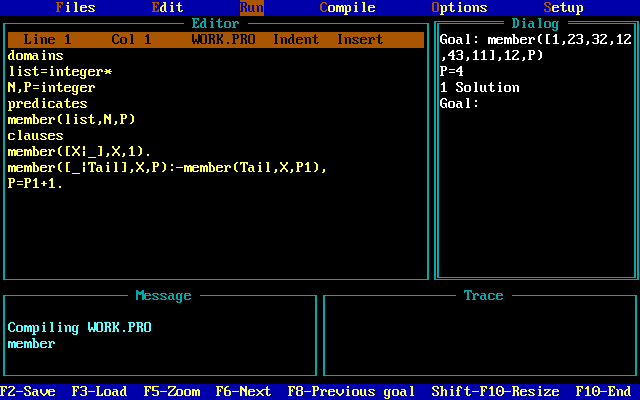 Files Edit Run Compile Options Setup
Editor
Line 1 Col 1 WORK.PRO Indent Insert
domains
list=integer*
N,P=integer
predicates
member(list,N,P)
clauses
member([X|_],X,1).
member([_|Tail],X,P):-member(Tail,X,P1),
P=P1+1.
Dialog
Goal: member([1,23,32,12
,43,11],12,P)
P=4
1 Solution
Goal:
Message
Compiling WORK.PRO
member
Trace
F2-Save F3-Load F5-Zoom F6-Next F8-Previous goal Shift-F10-Resize F10-End